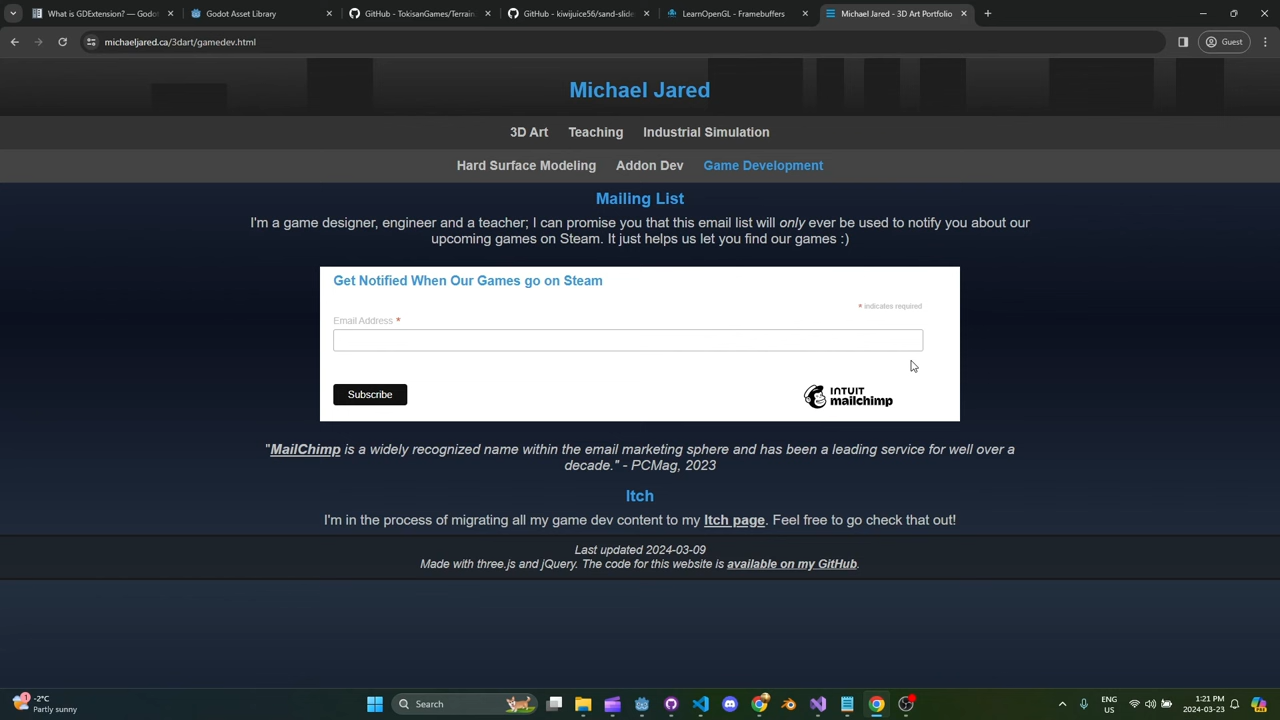 What is GDExtension? — Godot
Godot Asset Library
GitHub - TokisanGames/Terrain
GitHub - kiwijuice56/sand-slide
LearnOpenGL - Framebuffers
Michael Jared - 3D Art Portfolio
michaeljared.ca/3dart/gamedev.html
Guest
Michael Jared
3D Art Teaching Industrial Simulation
Hard Surface Modeling Addon Dev Game Development
Mailing List
I'm a game designer, engineer and a teacher; I can promise you that this email list will only ever be used to notify you about our
upcoming games on Steam. It just helps us let you find our games :)
Get Notified When Our Games go on Steam
* indicates required
Email Address *
Subscribe
INTUIT
mailchimp
"MailChimp is a widely recognized name within the email marketing sphere and has been a leading service for well over a
decade." - PCMag, 2023
Itch
I'm in the process of migrating all my game dev content to my Itch page. Feel free to go check that out!
Last updated 2024-03-09
Made with three.js and jQuery. The code for this website is available on my GitHub.
1
-2°C
Partly sunny
Search
ENG
US
1:21 PM
2024-03-23